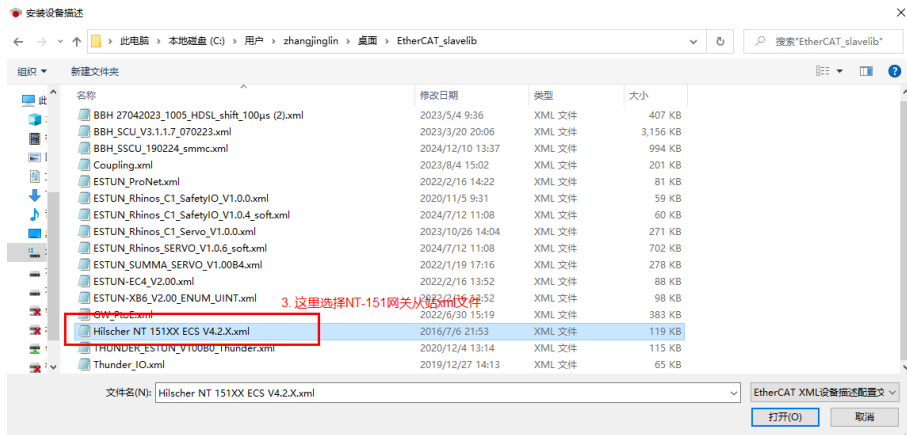 安装设备描述
此电脑 › 本地磁盘 (C:) › 用户 › zhangjinglin › 桌面 › EtherCAT_slavelib
搜索"EtherCAT_slavelib"
组织 新建文件夹
名称 修改日期 类型 大小
BBH 27042023_1005_HDSL_shift_100μs (2).xml 2023/5/4 9:36 XML 文件 407 KB
BBH_SCU_V3.1.1.7_070223.xml 2023/3/20 20:06 XML 文件 3,156 KB
BBH_SSCU_190224_smmc.xml 2024/12/10 13:37 XML 文件 994 KB
Coupling.xml 2023/8/4 15:02 XML 文件 201 KB
ESTUN_ProNet.xml 2022/2/16 14:22 XML 文件 81 KB
ESTUN_Rhinos_C1_SafetyIO_V1.0.0.xml 2020/11/5 9:31 XML 文件 59 KB
ESTUN_Rhinos_C1_SafetyIO_V1.0.4_soft.xml 2024/7/12 11:08 XML 文件 60 KB
ESTUN_Rhinos_C1_Servo_V1.0.0.xml 2023/10/26 14:04 XML 文件 271 KB
ESTUN_Rhinos_SERVO_V1.0.6_soft.xml 2024/7/12 11:08 XML 文件 702 KB
ESTUN_SUMMA_SERVO_V1.00B4.xml 2022/1/19 17:16 XML 文件 278 KB
ESTUN-EC4_V2.00.xml 2022/2/16 13:52 XML 文件 88 KB
ESTUN-XB6_V2.00_ENUM_UINT.xml 2022/2/16 13:52 XML 文件 98 KB
3. 这里选择NT-151网关从站xml文件
GW_PtoE.xml 2022/6/30 15:19 XML 文件 383 KB
Hilscher NT 151XX ECS V4.2.X.xml 2016/7/6 21:53 XML 文件 119 KB
THUNDER_ESTUN_V100B0_Thunder.xml 2020/12/4 13:14 XML 文件 115 KB
Thunder_IO.xml 2019/12/27 14:13 XML 文件 65 KB
文件名(N): Hilscher NT 151XX ECS V4.2.X.xml EtherCAT XML设备描述配置文
打开(O) 取消